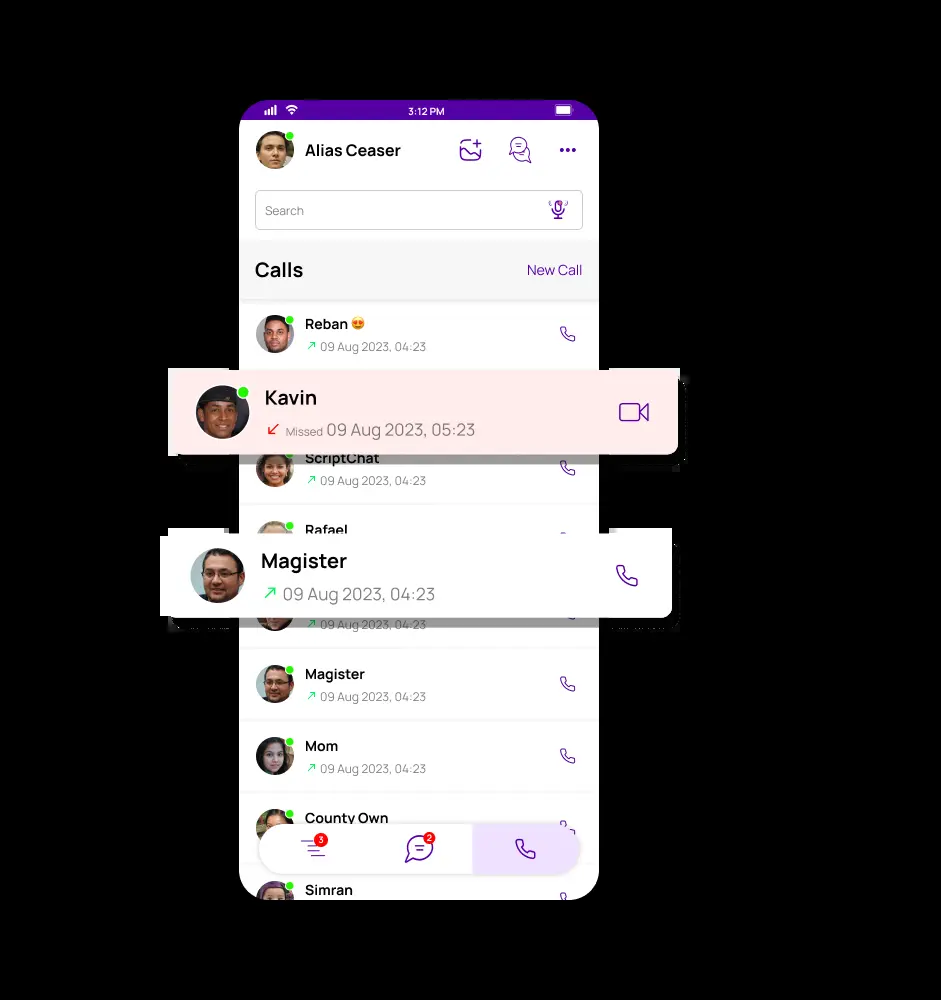 3:12 PM
Alias Ceaser
Search
Calls
New Call
Reban 😍
09 Aug 2023, 04:23
Kavin
Missed 09 Aug 2023, 05:23
ScriptChat
09 Aug 2023, 04:23
Rafael
Magister
09 Aug 2023, 04:23
09 Aug 2023, 04:23
Magister
09 Aug 2023, 04:23
Mom
09 Aug 2023, 04:23
County Own
3
2
Simran